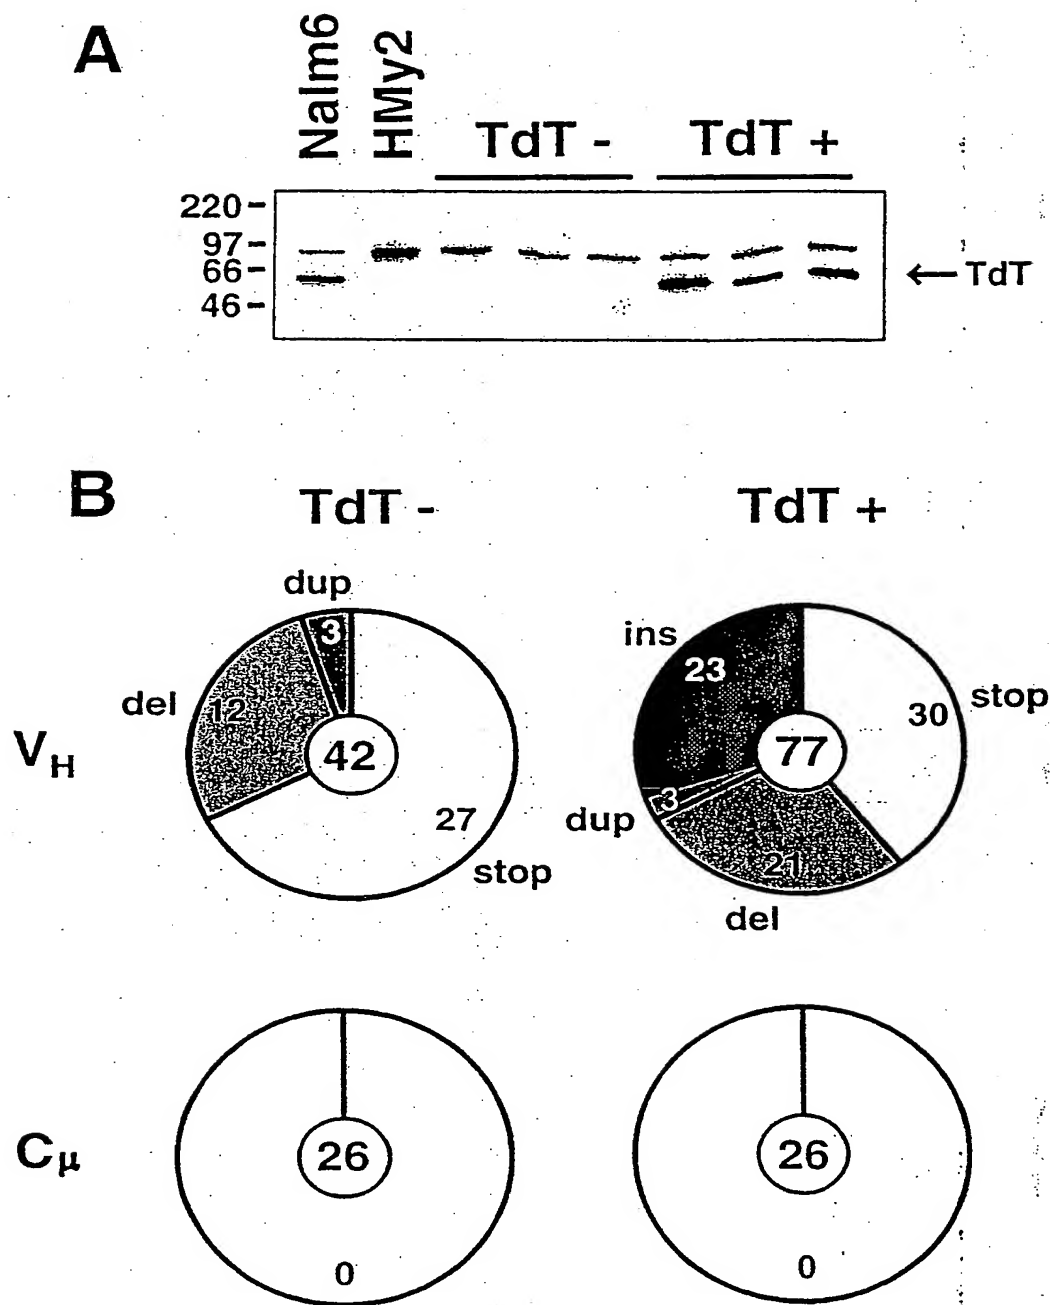 A
Nalm6
HMy2
TdT -
TdT +
220
97
66
46
← TdT
B
TdT -
TdT +
VH
dup
3
del
12
42
27
stop
ins
23
30
stop
77
dup
3
21
del
Cμ
26
0
26
0